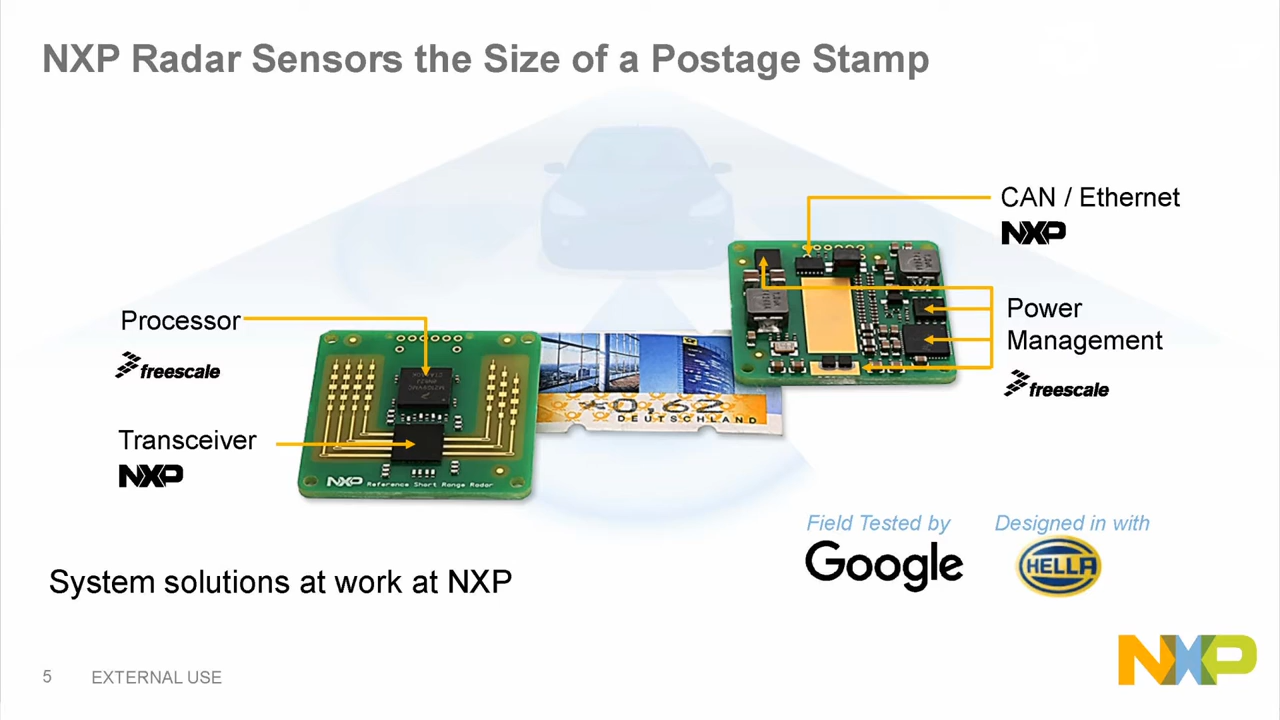 NXP Radar Sensors the Size of a Postage Stamp
CAN / Ethernet
NXP
Power
Management
freescale
Processor
freescale
Transceiver
NXP
0,62
DEUTSCHLAND
NXP Reference Short Range Radar
Field Tested by
Google
Designed in with
HELLA
System solutions at work at NXP
5 EXTERNAL USE
NXP